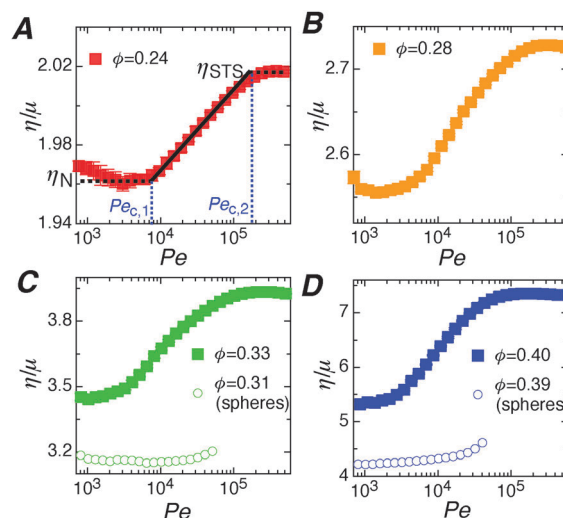 A
B
2.02
1.98
1.94
η/μ
ϕ=0.24
ηSTS
ηN
Pec,1
Pec,2
10³ 10⁴ 10⁵
Pe
2.7
2.6
η/μ
ϕ=0.28
10³ 10⁴ 10⁵
Pe
C
D
3.8
3.5
3.2
η/μ
ϕ=0.33
ϕ=0.31
(spheres)
10³ 10⁴ 10⁵
Pe
7
6
5
4
η/μ
ϕ=0.40
ϕ=0.39
(spheres)
10³ 10⁴ 10⁵
Pe